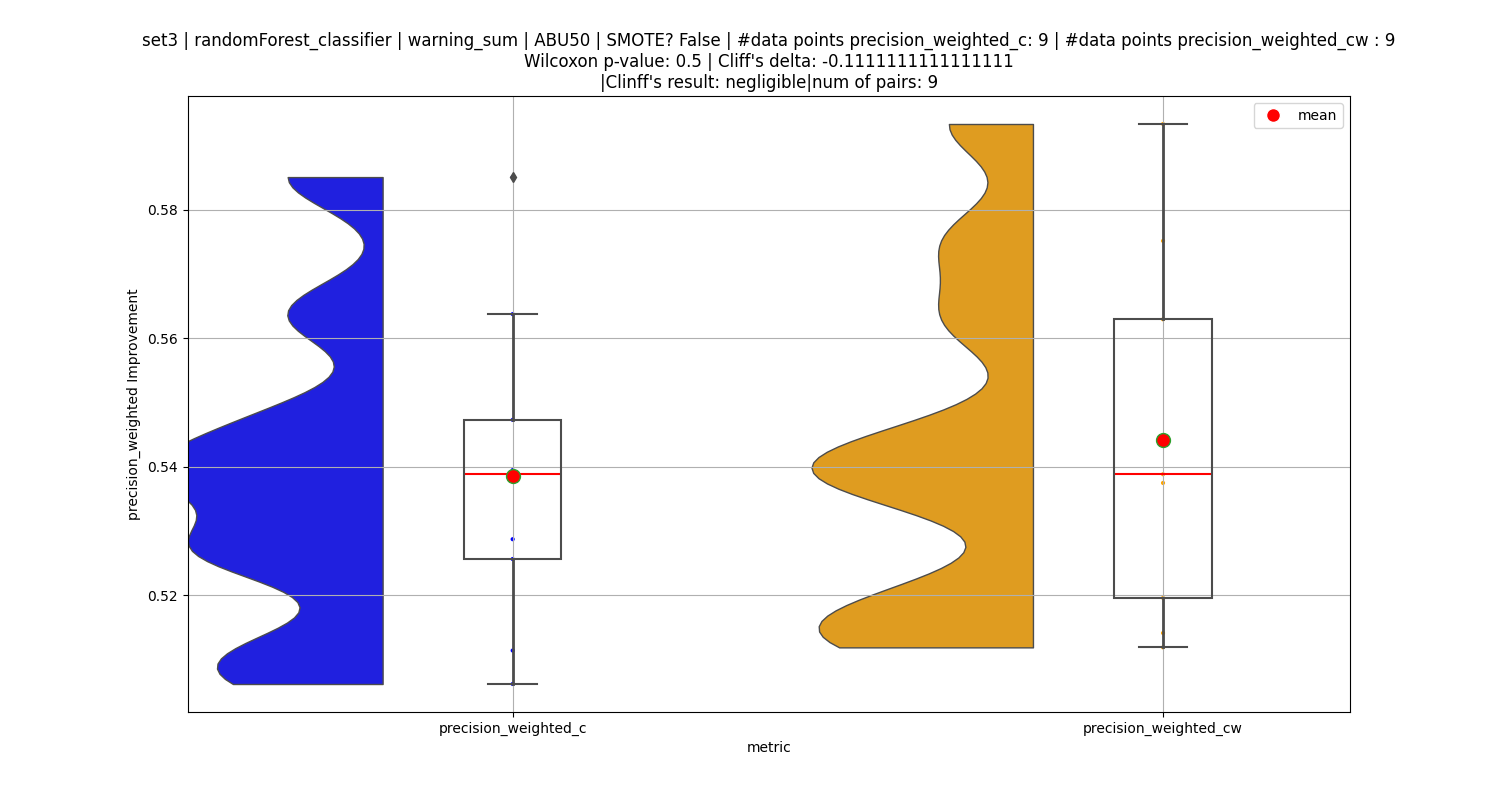 set3 | randomForest_classifier | warning_sum | ABU50 | SMOTE? False | #data points precision_weighted_c: 9 | #data points precision_weighted_cw : 9
Wilcoxon p-value: 0.5 | Cliff's delta: -0.1111111111111111
|Clinff's result: negligible|num of pairs: 9
mean
0.58
0.56
0.54
0.52
precision_weighted Improvement
precision_weighted_c
precision_weighted_cw
metric